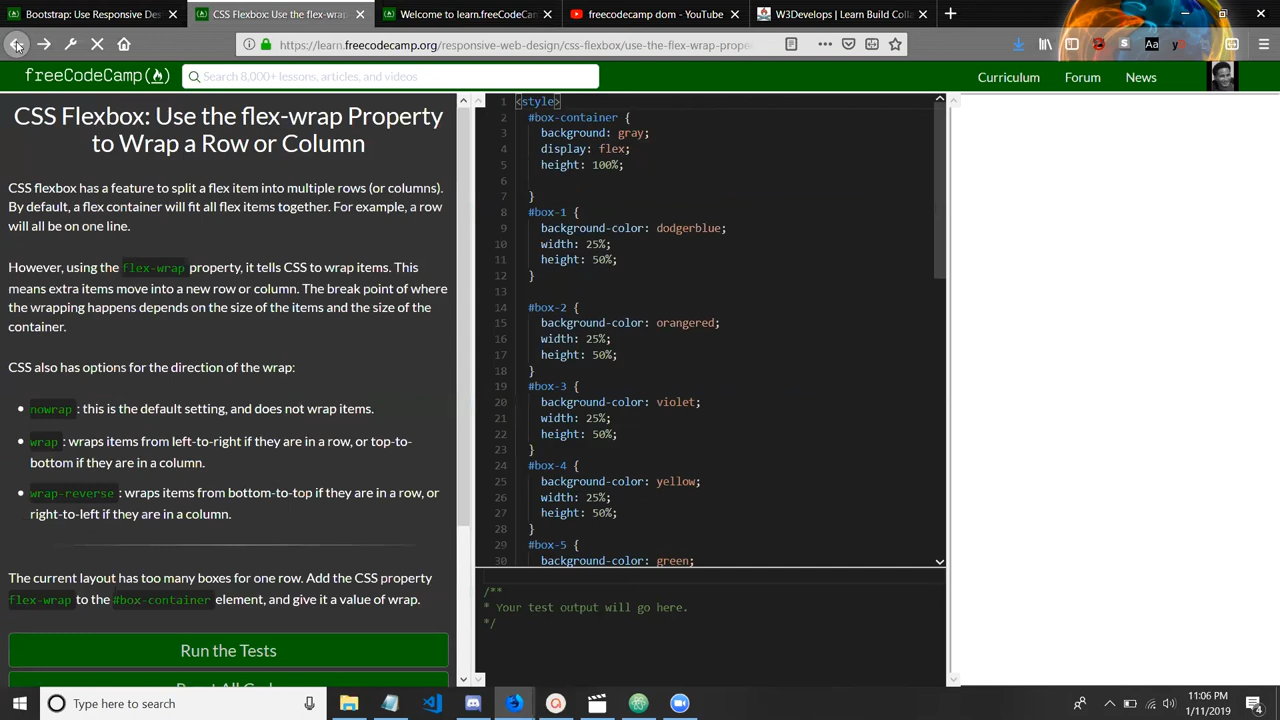 Bootstrap: Use Responsive Des
CSS Flexbox: Use the flex-wrap
Welcome to learn.freeCodeCam
freecodecamp dom - YouTube
W3Develops | Learn Build Collab
https://learn.freecodecamp.org/responsive-web-design/css-flexbox/use-the-flex-wrap-prope
freeCodeCamp
Search 8,000+ lessons, articles, and videos
Curriculum
Forum
News
CSS Flexbox: Use the flex-wrap Property
to Wrap a Row or Column
CSS flexbox has a feature to split a flex item into multiple rows (or columns).
By default, a flex container will fit all flex items together. For example, a row
will all be on one line.
However, using the flex-wrap property, it tells CSS to wrap items. This
means extra items move into a new row or column. The break point of where
the wrapping happens depends on the size of the items and the size of the
container.
CSS also has options for the direction of the wrap:
nowrap : this is the default setting, and does not wrap items.
wrap : wraps items from left-to-right if they are in a row, or top-to-
bottom if they are in a column.
wrap-reverse : wraps items from bottom-to-top if they are in a row, or
right-to-left if they are in a column.
The current layout has too many boxes for one row. Add the CSS property
flex-wrap to the #box-container element, and give it a value of wrap.
Run the Tests
1 <style>
2 #box-container {
3 background: gray;
4 display: flex;
5 height: 100%;
6
7 }
8 #box-1 {
9 background-color: dodgerblue;
10 width: 25%;
11 height: 50%;
12 }
13
14 #box-2 {
15 background-color: orangered;
16 width: 25%;
17 height: 50%;
18 }
19 #box-3 {
20 background-color: violet;
21 width: 25%;
22 height: 50%;
23 }
24 #box-4 {
25 background-color: yellow;
26 width: 25%;
27 height: 50%;
28 }
29 #box-5 {
30 background-color: green;
/**
* Your test output will go here.
*/
Type here to search
11:06 PM
1/11/2019